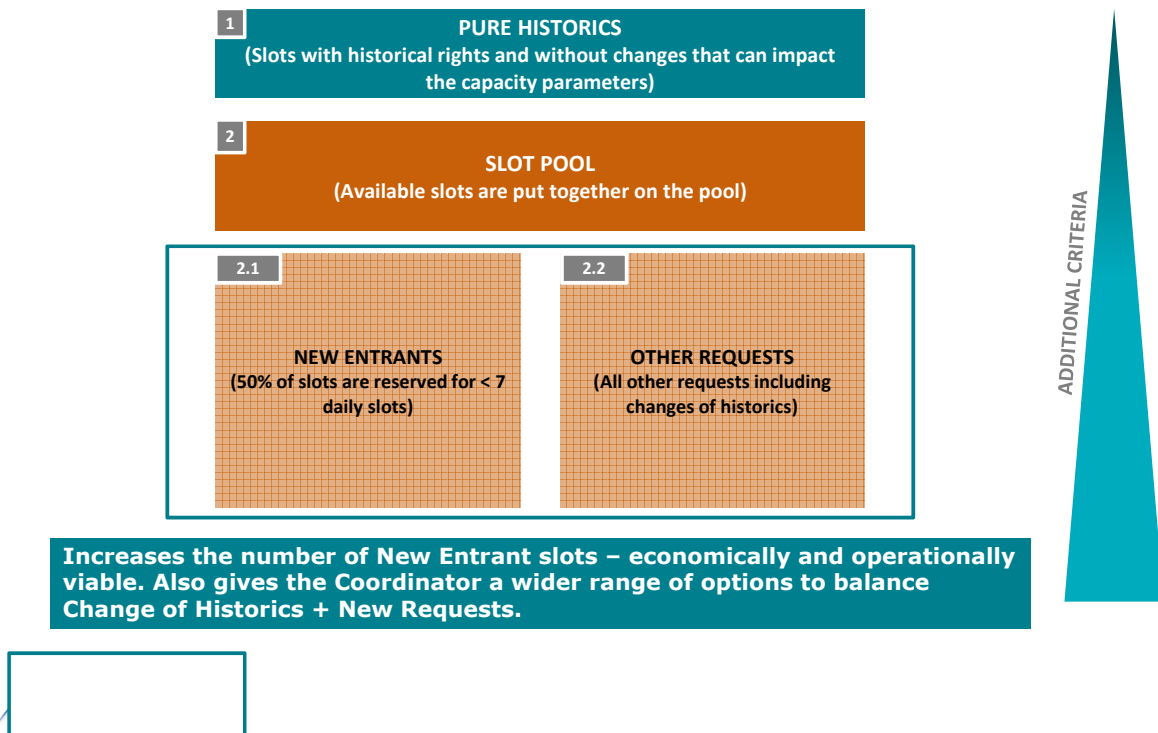 1
PURE HISTORICS
(Slots with historical rights and without changes that can impact
the capacity parameters)
2
SLOT POOL
(Available slots are put together on the pool)
2.1
NEW ENTRANTS
(50% of slots are reserved for < 7
daily slots)
2.2
OTHER REQUESTS
(All other requests including
changes of historics)
ADDITIONAL CRITERIA
Increases the number of New Entrant slots – economically and operationally
viable. Also gives the Coordinator a wider range of options to balance
Change of Historics + New Requests.